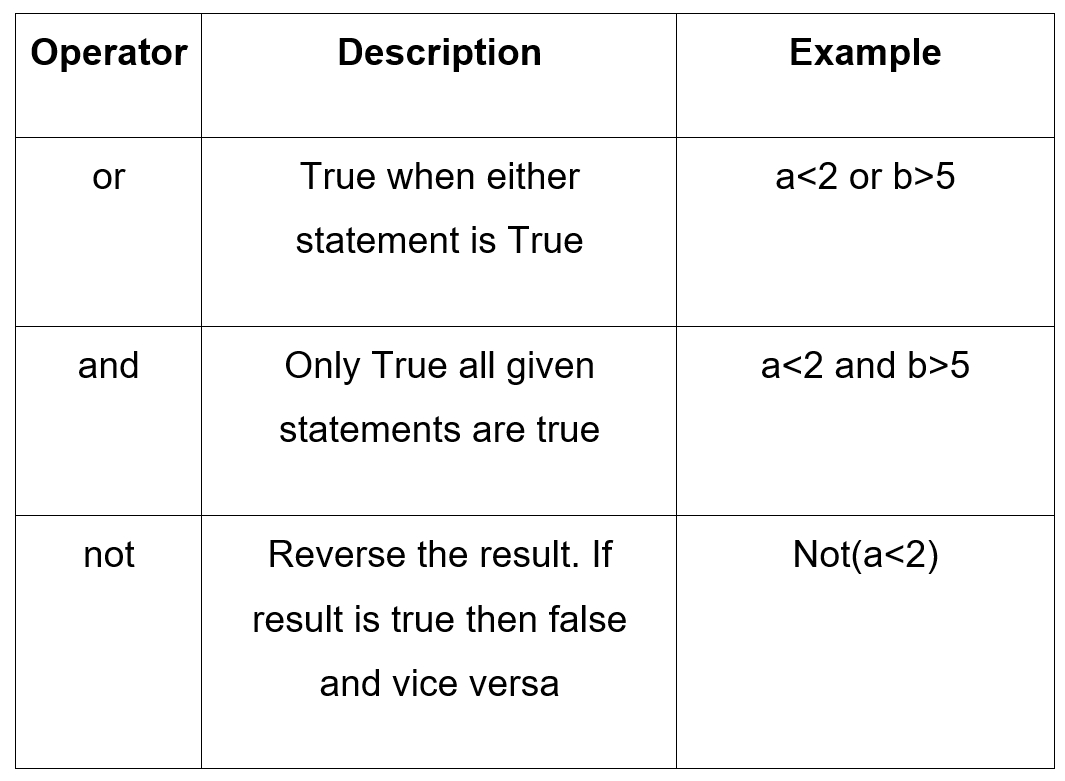 Operator Description Example
or True when either a<2 or b>5
statement is True
and Only True all given a<2 and b>5
statements are true
not Reverse the result. If Not(a<2)
result is true then false
and vice versa